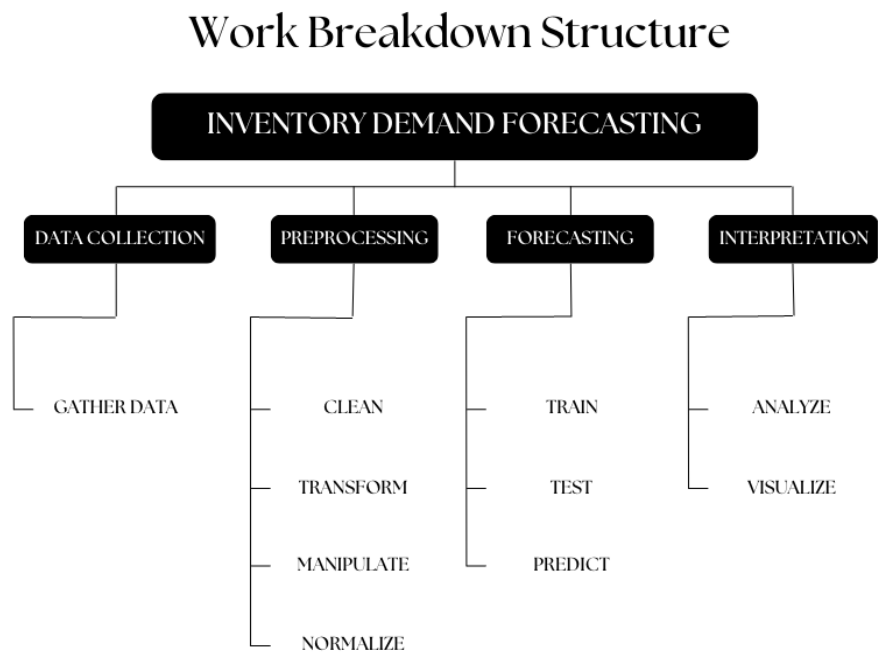 Work Breakdown Structure
INVENTORY DEMAND FORECASTING
DATA COLLECTION
PREPROCESSING
FORECASTING
INTERPRETATION
GATHER DATA
CLEAN
TRAIN
ANALYZE
TRANSFORM
TEST
VISUALIZE
MANIPULATE
PREDICT
NORMALIZE